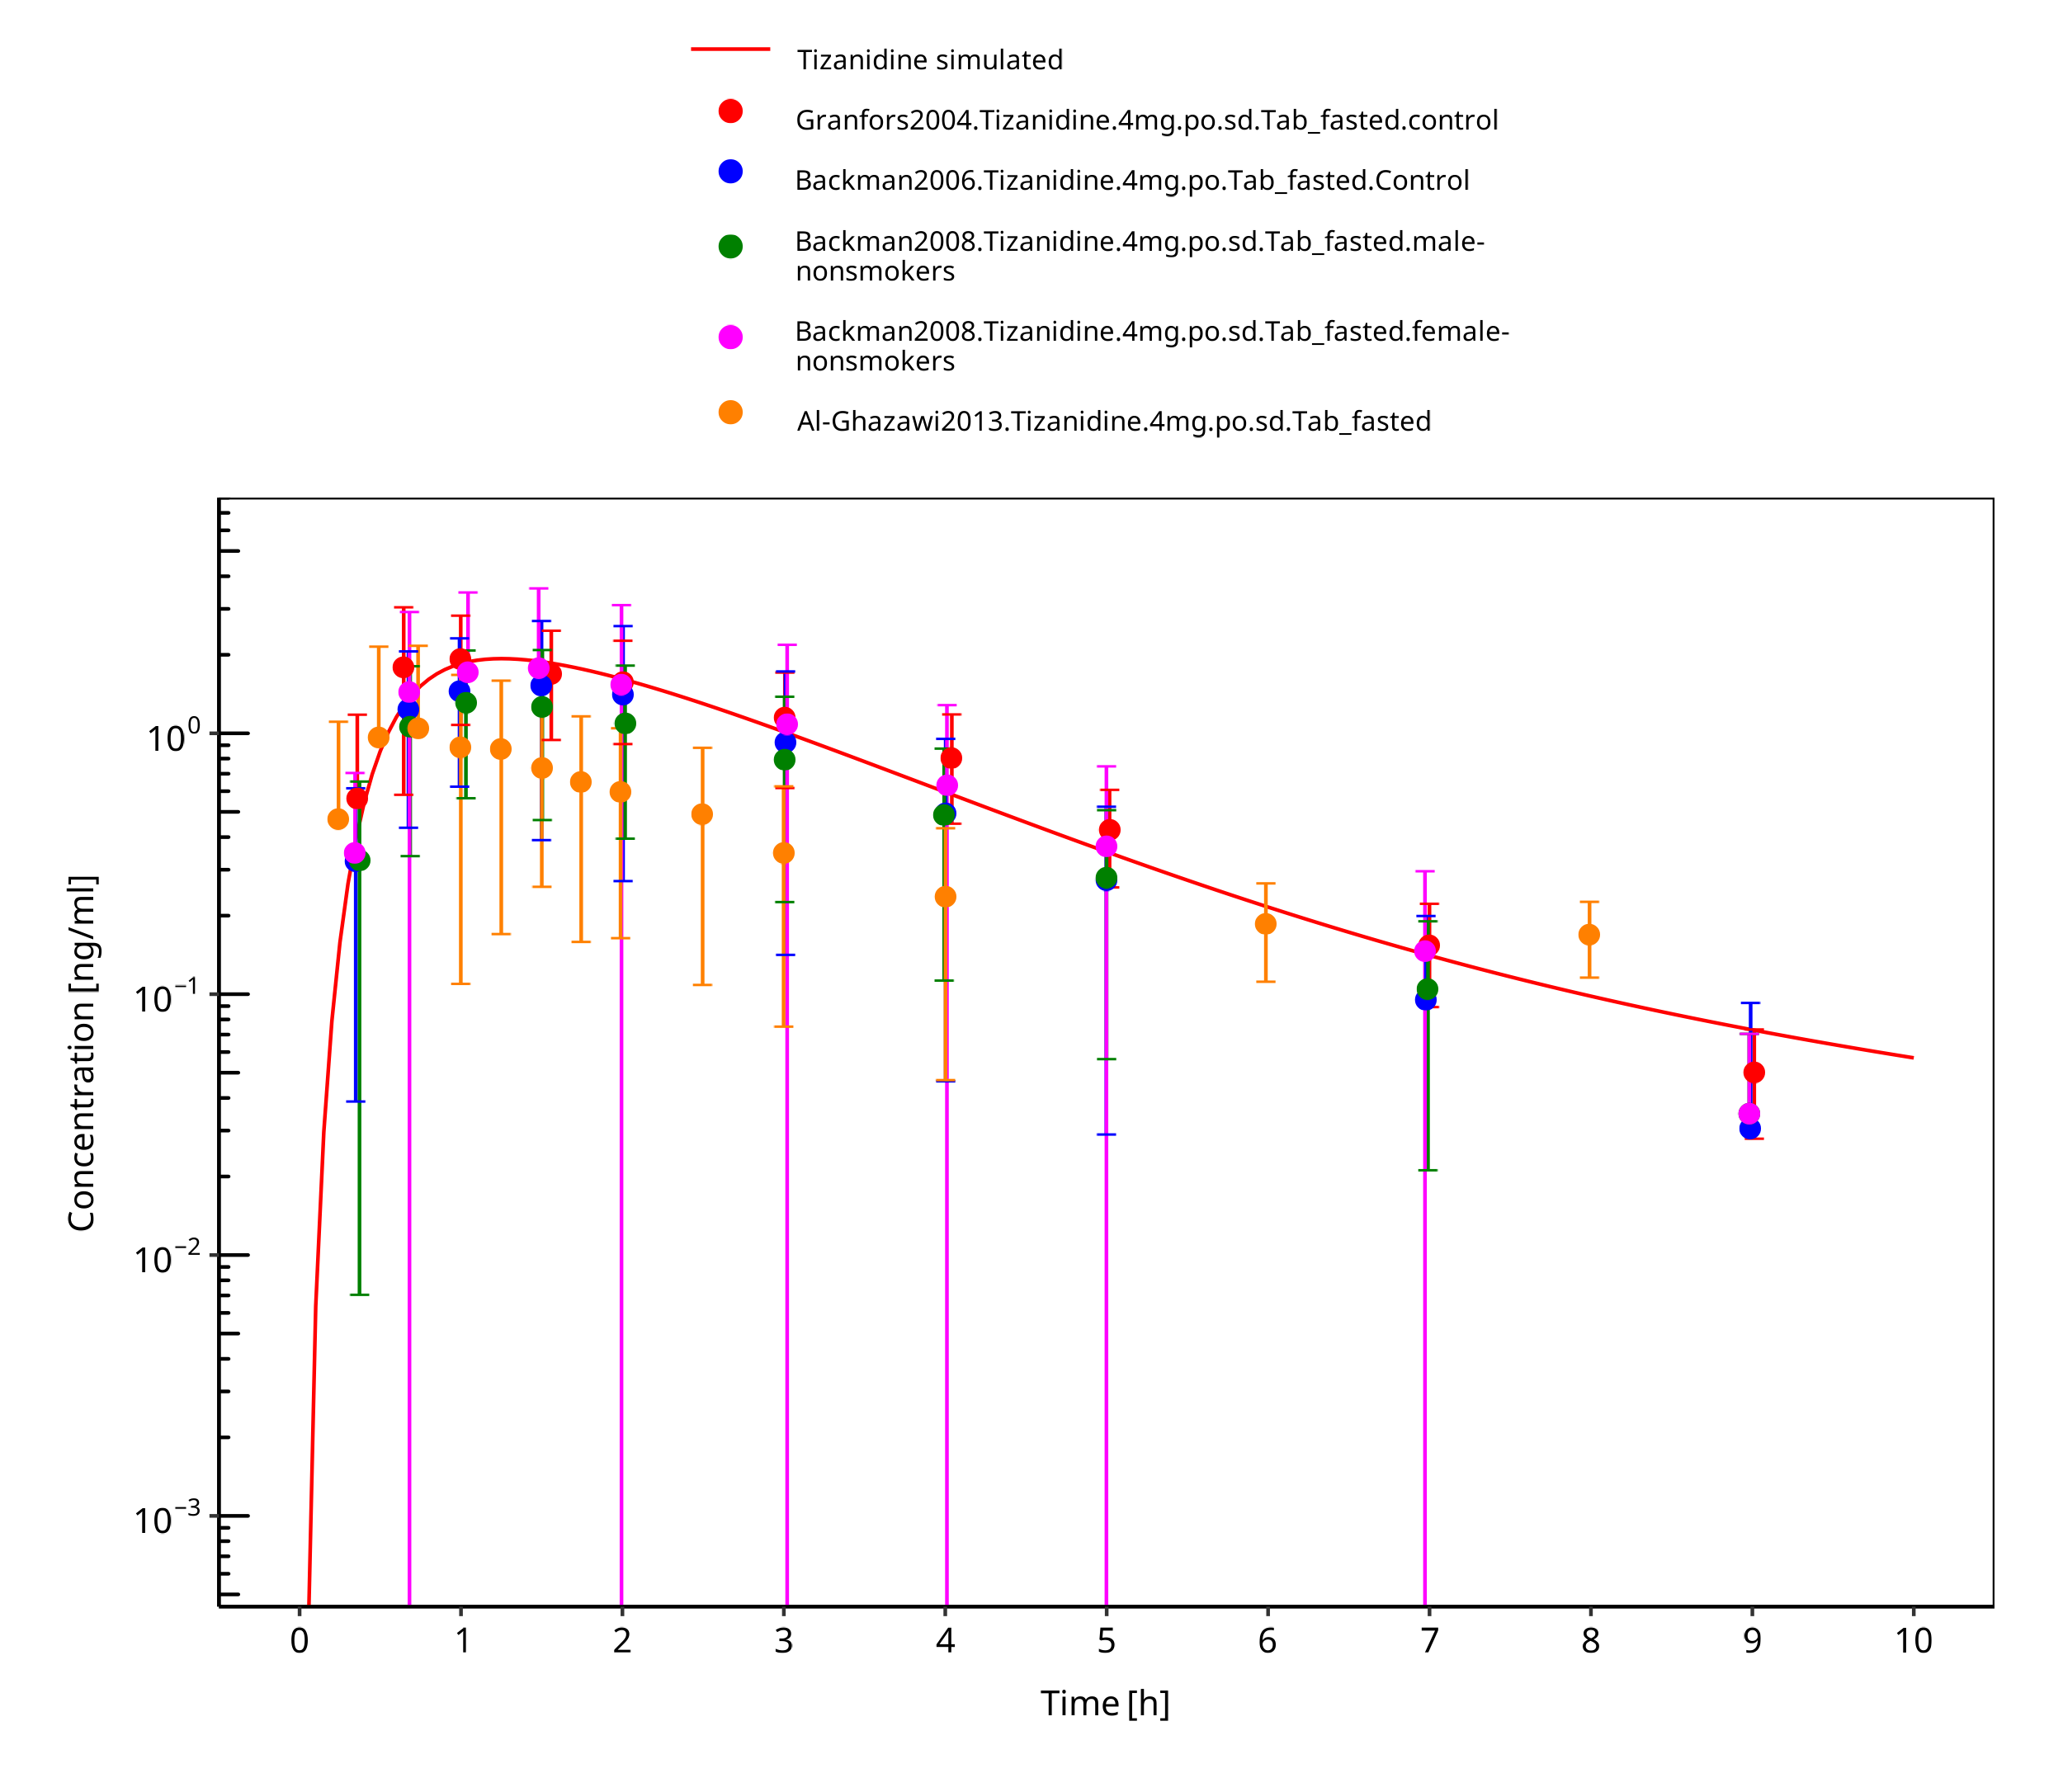 Tizanidine simulated
Granfors2004.Tizanidine.4mg.po.sd.Tab_fasted.control
Backman2006.Tizanidine.4mg.po.Tab_fasted.Control
Backman2008.Tizanidine.4mg.po.sd.Tab_fasted.male-
nonsmokers
Backman2008.Tizanidine.4mg.po.sd.Tab_fasted.female-
nonsmokers
Al-Ghazawi2013.Tizanidine.4mg.po.sd.Tab_fasted
Concentration [ng/ml]
10⁰
10⁻¹
10⁻²
10⁻³
0 1 2 3 4 5 6 7 8 9 10
Time [h]